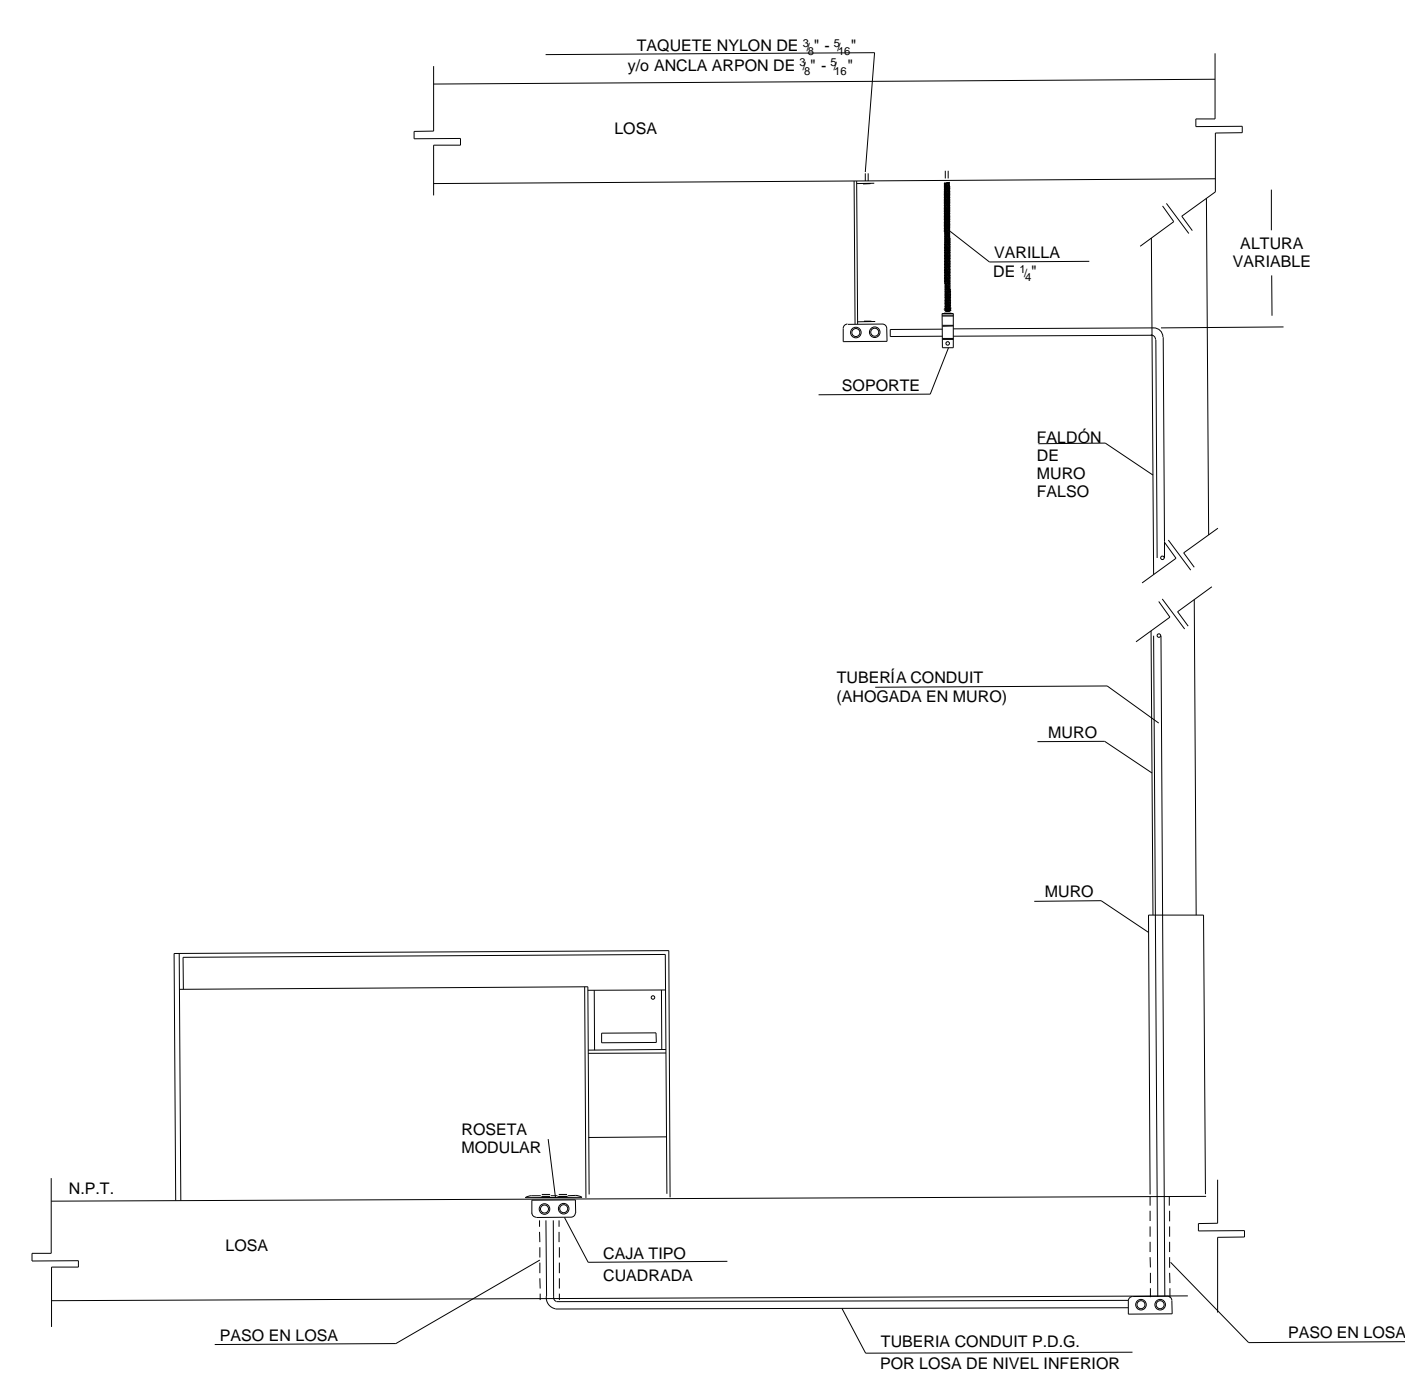 TAQUETE NYLON DE 3/8" - 5/16"
y/o ANCLA ARPON DE 3/8" - 5/16"
LOSA
VARILLA
DE 1/4"
ALTURA
VARIABLE
SOPORTE
FALDÓN
DE
MURO
FALSO
TUBERÍA CONDUIT
(AHOGADA EN MURO)
MURO
MURO
ROSETA
MODULAR
N.P.T.
LOSA
CAJA TIPO
CUADRADA
PASO EN LOSA
TUBERIA CONDUIT P.D.G.
POR LOSA DE NIVEL INFERIOR
PASO EN LOSA